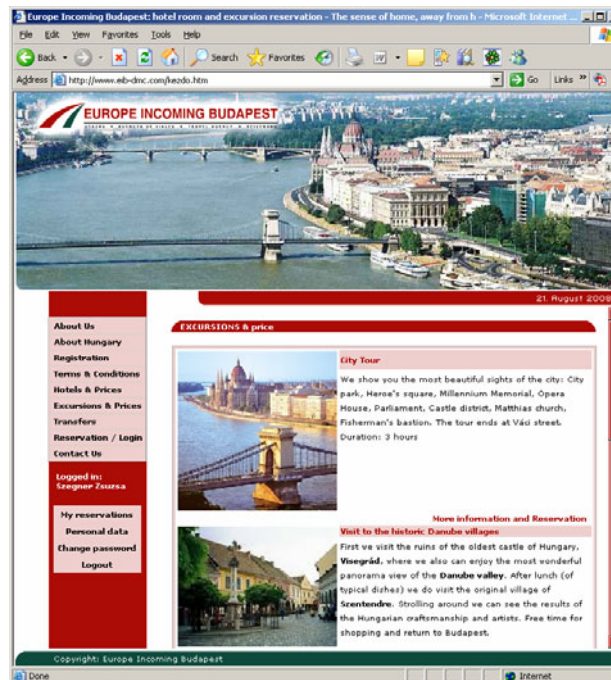 Europe Incoming Budapest: hotel room and excursion reservation - The sense of home, away from h - Microsoft Internet ...
File Edit View Favorites Tools Help
Back Search Favorites
Address http://www.eib-dmc.com/kezdo.htm Go Links »
EUROPE INCOMING BUDAPEST
21. August 2008
EXCURSIONS & price
About Us
About Hungary
Registration
Terms & Conditions
Hotels & Prices
Excursions & Prices
Transfers
Reservation / Login
Contact Us
Logged in:
Szegner Zsuzsa
My reservations
Personal data
Change password
Logout
City Tour
We show you the most beautiful sights of the city: City
park, Heroe's square, Millennium Memorial, Opera
House, Parliament, Castle district, Matthias church,
Fisherman's bastion. The tour ends at Váci street.
Duration: 3 hours
More information and Reservation
Visit to the historic Danube villages
First we visit the ruins of the oldest castle of Hungary,
Visegrád, where we also can enjoy the most wonderful
panorama view of the Danube valley. After lunch (of
typical dishes) we do visit the original village of
Szentendre. Strolling around we can see the results of
the Hungarian craftsmanship and artists. Free time for
shopping and return to Budapest.
Copyright: Europe Incoming Budapest
Done Internet